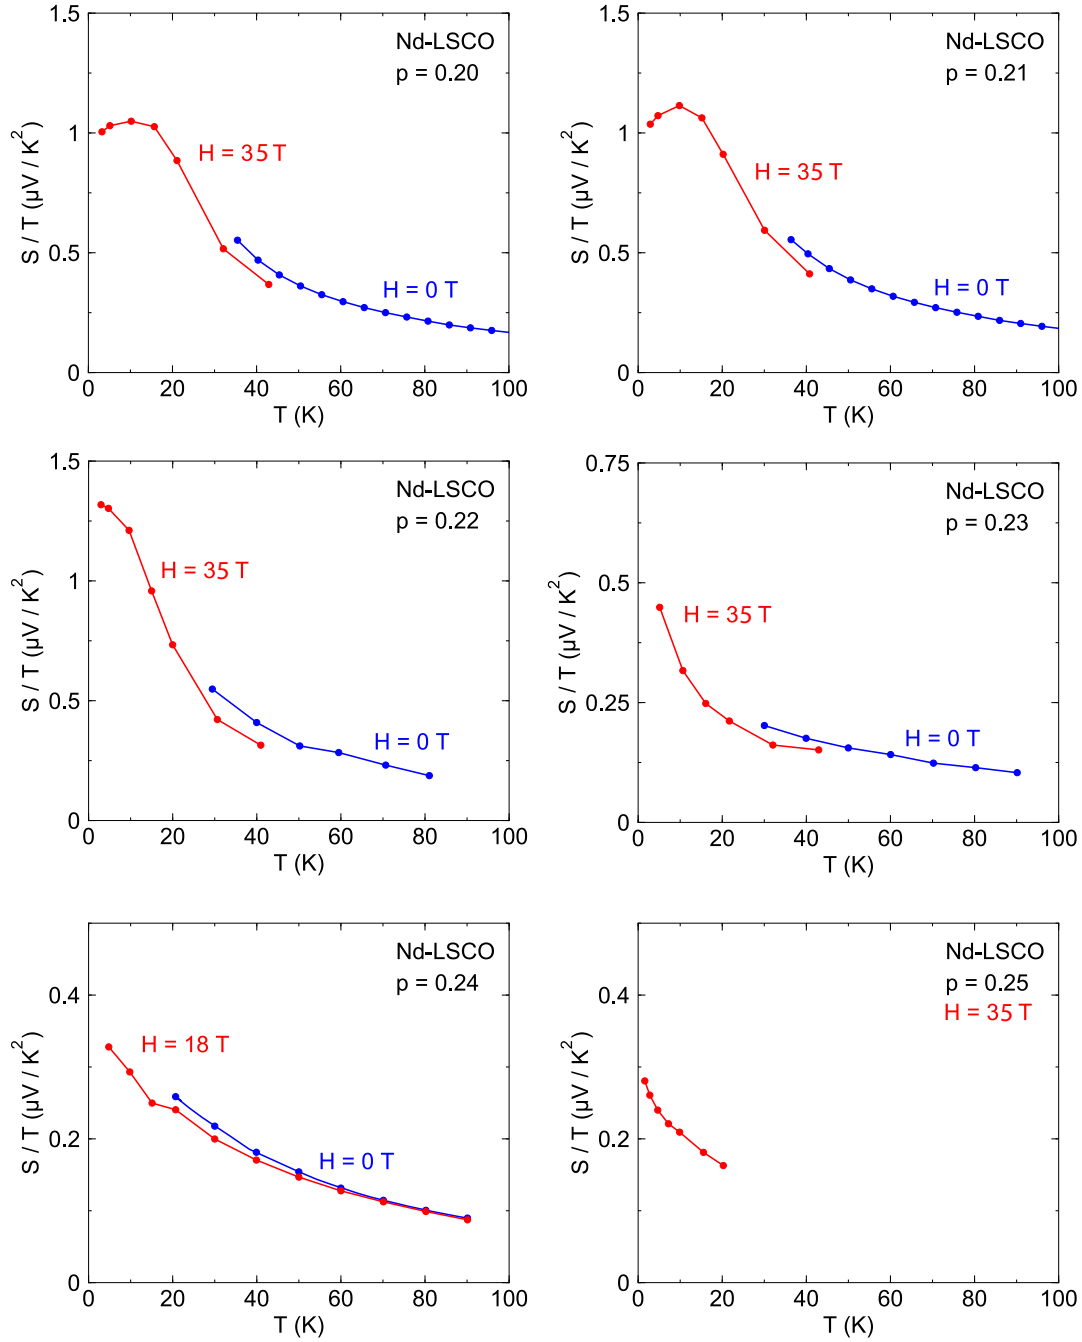 Nd-LSCO
p = 0.20
H = 35 T
H = 0 T
S / T (μV / K²)
1.5
1
0.5
0
0 20 40 60 80 100
T (K)
Nd-LSCO
p = 0.21
H = 35 T
H = 0 T
S / T (μV / K²)
1.5
1
0.5
0
0 20 40 60 80 100
T (K)
Nd-LSCO
p = 0.22
H = 35 T
H = 0 T
S / T (μV / K²)
1.5
1
0.5
0
0 20 40 60 80 100
T (K)
Nd-LSCO
p = 0.23
H = 35 T
H = 0 T
S / T (μV / K²)
0.75
0.5
0.25
0
0 20 40 60 80 100
T (K)
Nd-LSCO
p = 0.24
H = 18 T
H = 0 T
S / T (μV / K²)
0.4
0.2
0
0 20 40 60 80 100
T (K)
Nd-LSCO
p = 0.25
H = 35 T
S / T (μV / K²)
0.4
0.2
0
0 20 40 60 80 100
T (K)